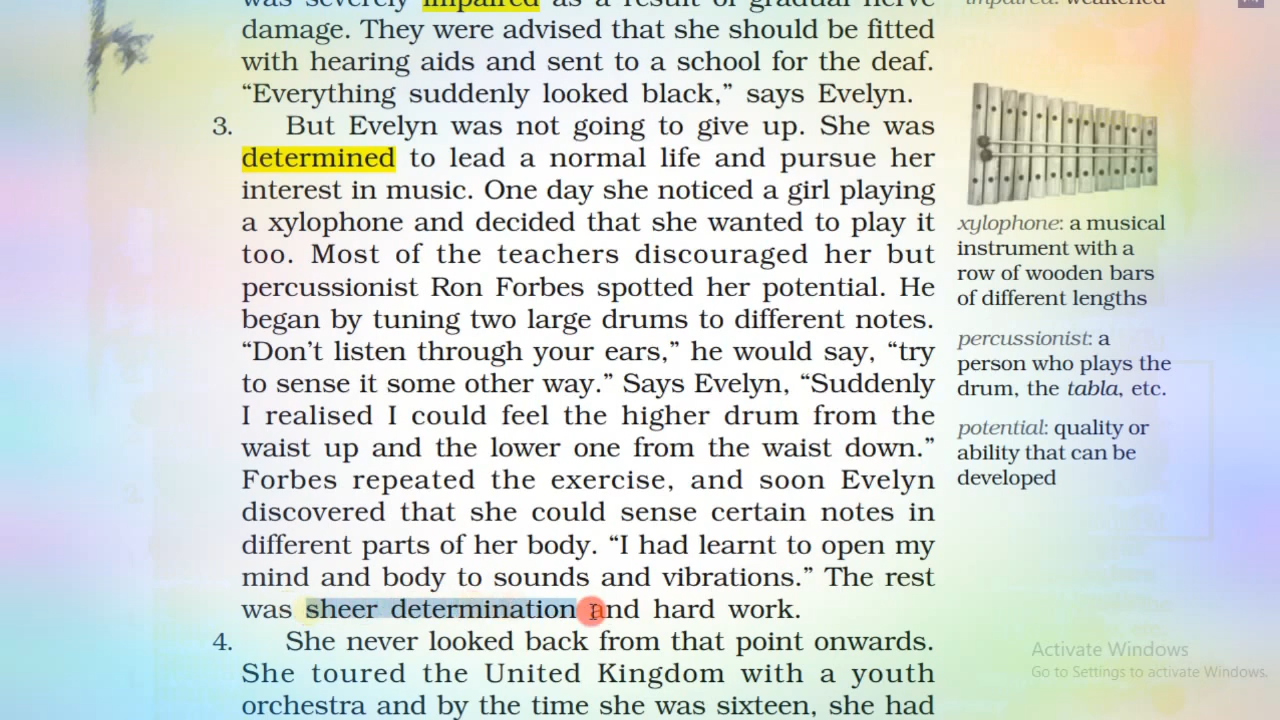 was severely impaired as a result of gradual nerve
damage. They were advised that she should be fitted
with hearing aids and sent to a school for the deaf.
“Everything suddenly looked black,” says Evelyn.
3. But Evelyn was not going to give up. She was
determined to lead a normal life and pursue her
interest in music. One day she noticed a girl playing
a xylophone and decided that she wanted to play it
too. Most of the teachers discouraged her but
percussionist Ron Forbes spotted her potential. He
began by tuning two large drums to different notes.
“Don’t listen through your ears,” he would say, “try
to sense it some other way.” Says Evelyn, “Suddenly
I realised I could feel the higher drum from the
waist up and the lower one from the waist down.”
Forbes repeated the exercise, and soon Evelyn
discovered that she could sense certain notes in
different parts of her body. “I had learnt to open my
mind and body to sounds and vibrations.” The rest
was sheer determination and hard work.
4. She never looked back from that point onwards.
She toured the United Kingdom with a youth
orchestra and by the time she was sixteen, she had
impaired: weakened
xylophone: a musical
instrument with a
row of wooden bars
of different lengths
percussionist: a
person who plays the
drum, the tabla, etc.
potential: quality or
ability that can be
developed
Activate Windows
Go to Settings to activate Windows.